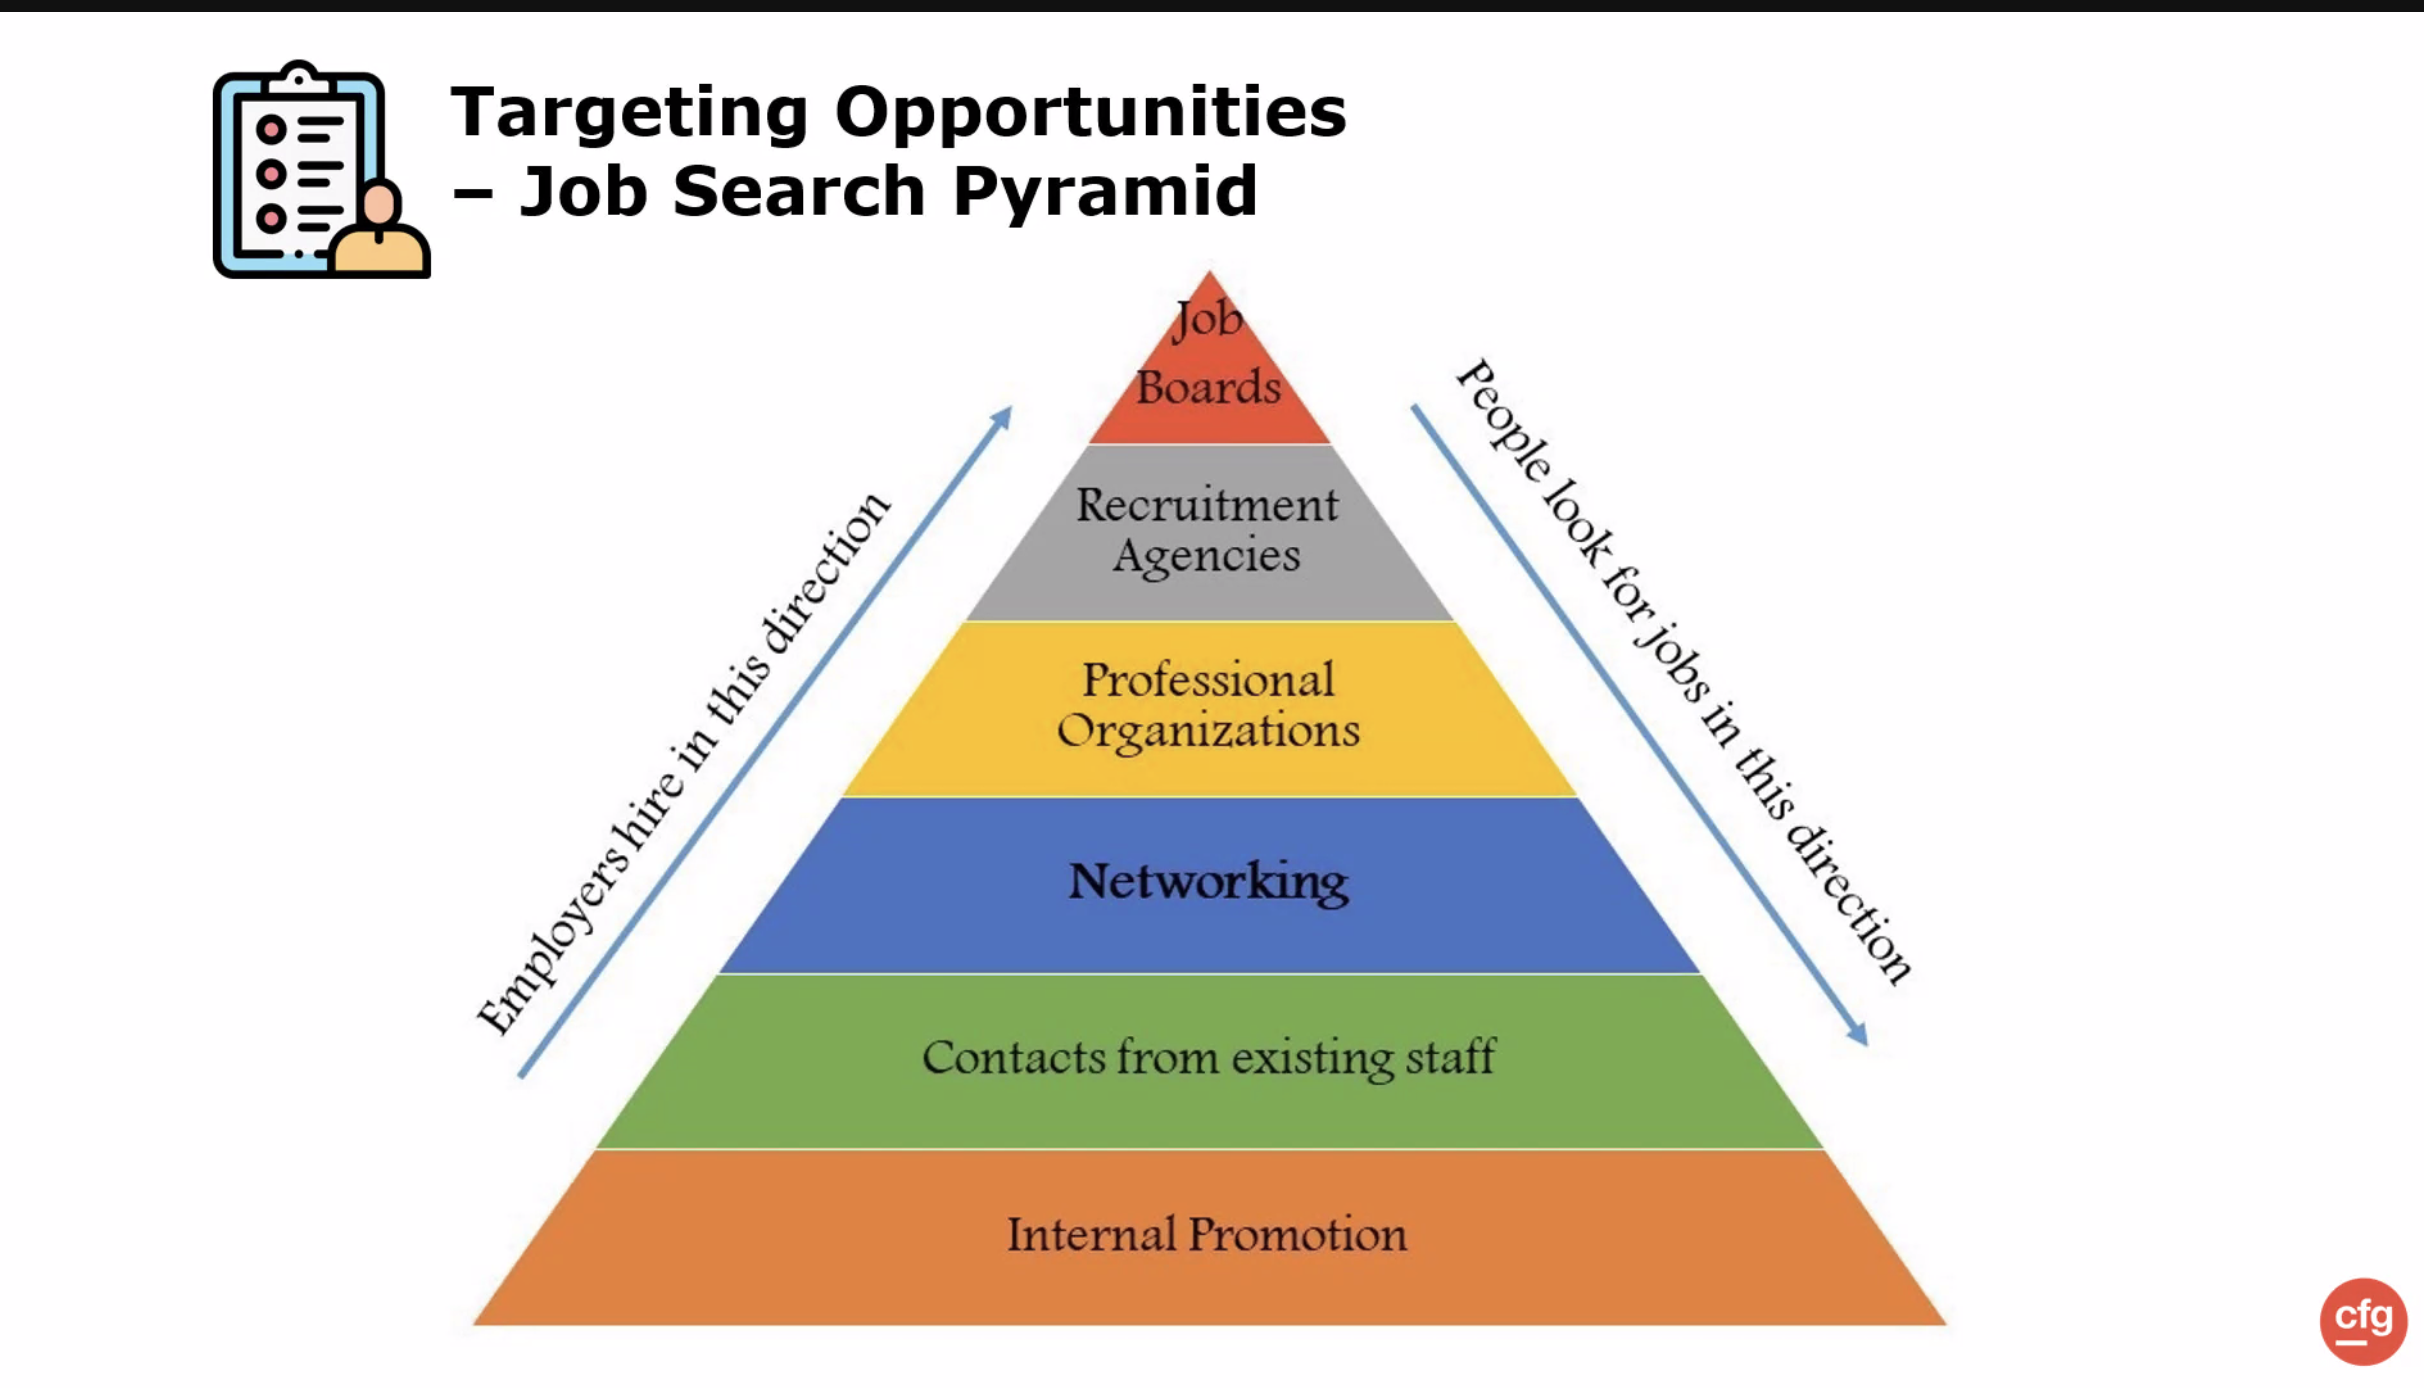 Targeting Opportunities
– Job Search Pyramid
Job
Boards
Recruitment
Agencies
Professional
Organizations
Networking
Contacts from existing staff
Internal Promotion
Employers hire in this direction
People look for jobs in this direction
cfg